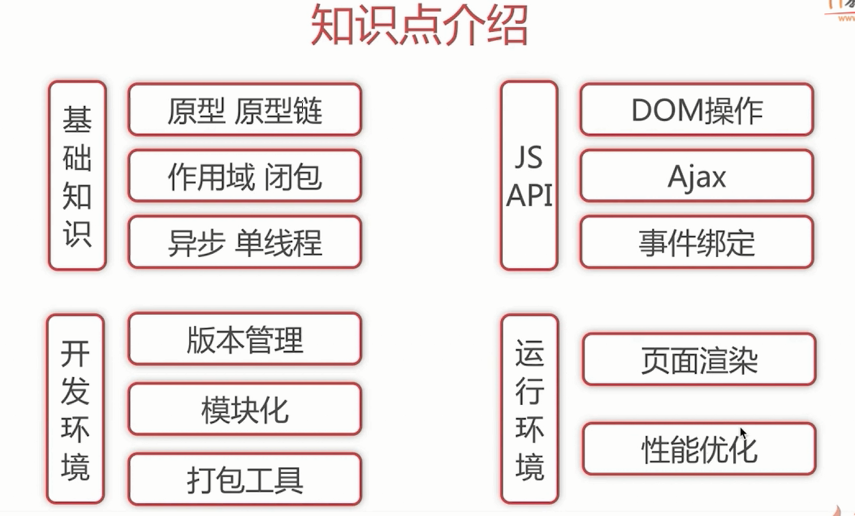 知识点介绍
基础知识
原型 原型链
作用域 闭包
异步 单线程
JS API
DOM操作
Ajax
事件绑定
开发环境
版本管理
模块化
打包工具
运行环境
页面渲染
性能优化